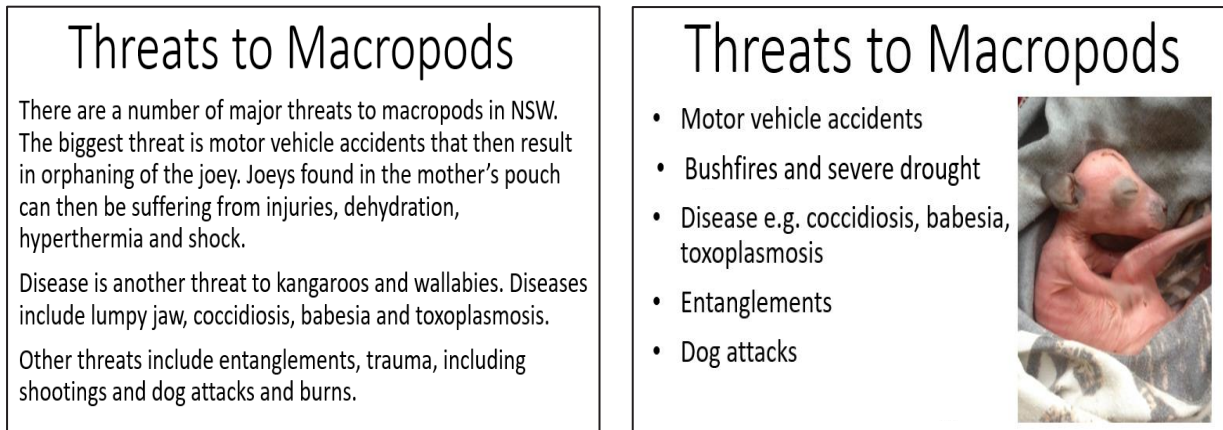 Threats to Macropods
There are a number of major threats to macropods in NSW.
The biggest threat is motor vehicle accidents that then result
in orphaning of the joey. Joeys found in the mother's pouch
can then be suffering from injuries, dehydration,
hyperthermia and shock.
Disease is another threat to kangaroos and wallabies. Diseases
include lumpy jaw, coccidiosis, babesia and toxoplasmosis.
Other threats include entanglements, trauma, including
shootings and dog attacks and burns.
Threats to Macropods
• Motor vehicle accidents
• Bushfires and severe drought
• Disease e.g. coccidiosis, babesia,
toxoplasmosis
• Entanglements
• Dog attacks